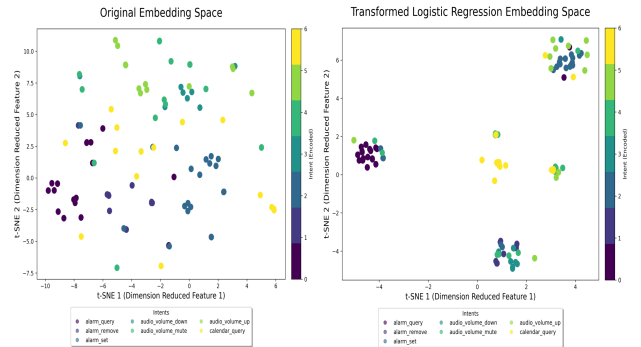 Original Embedding Space
t-SNE 2 (Dimension Reduced Feature 2)
10.0
7.5
5.0
2.5
0.0
−2.5
−5.0
−7.5
−10
−8
−6
−4
−2
0
2
4
6
t-SNE 1 (Dimension Reduced Feature 1)
6
5
4
3
2
1
0
Intent (Encoded)
Intents
alarm_query
audio_volume_down
audio_volume_up
alarm_remove
audio_volume_mute
calendar_query
alarm_set
Transformed Logistic Regression Embedding Space
t-SNE 2 (Dimension Reduced Feature 2)
6
4
2
0
−2
−4
−4
−2
0
2
4
t-SNE 1 (Dimension Reduced Feature 1)
6
5
4
3
2
1
0
Intent (Encoded)
Intents
alarm_query
audio_volume_down
audio_volume_up
alarm_remove
audio_volume_mute
calendar_query
alarm_set